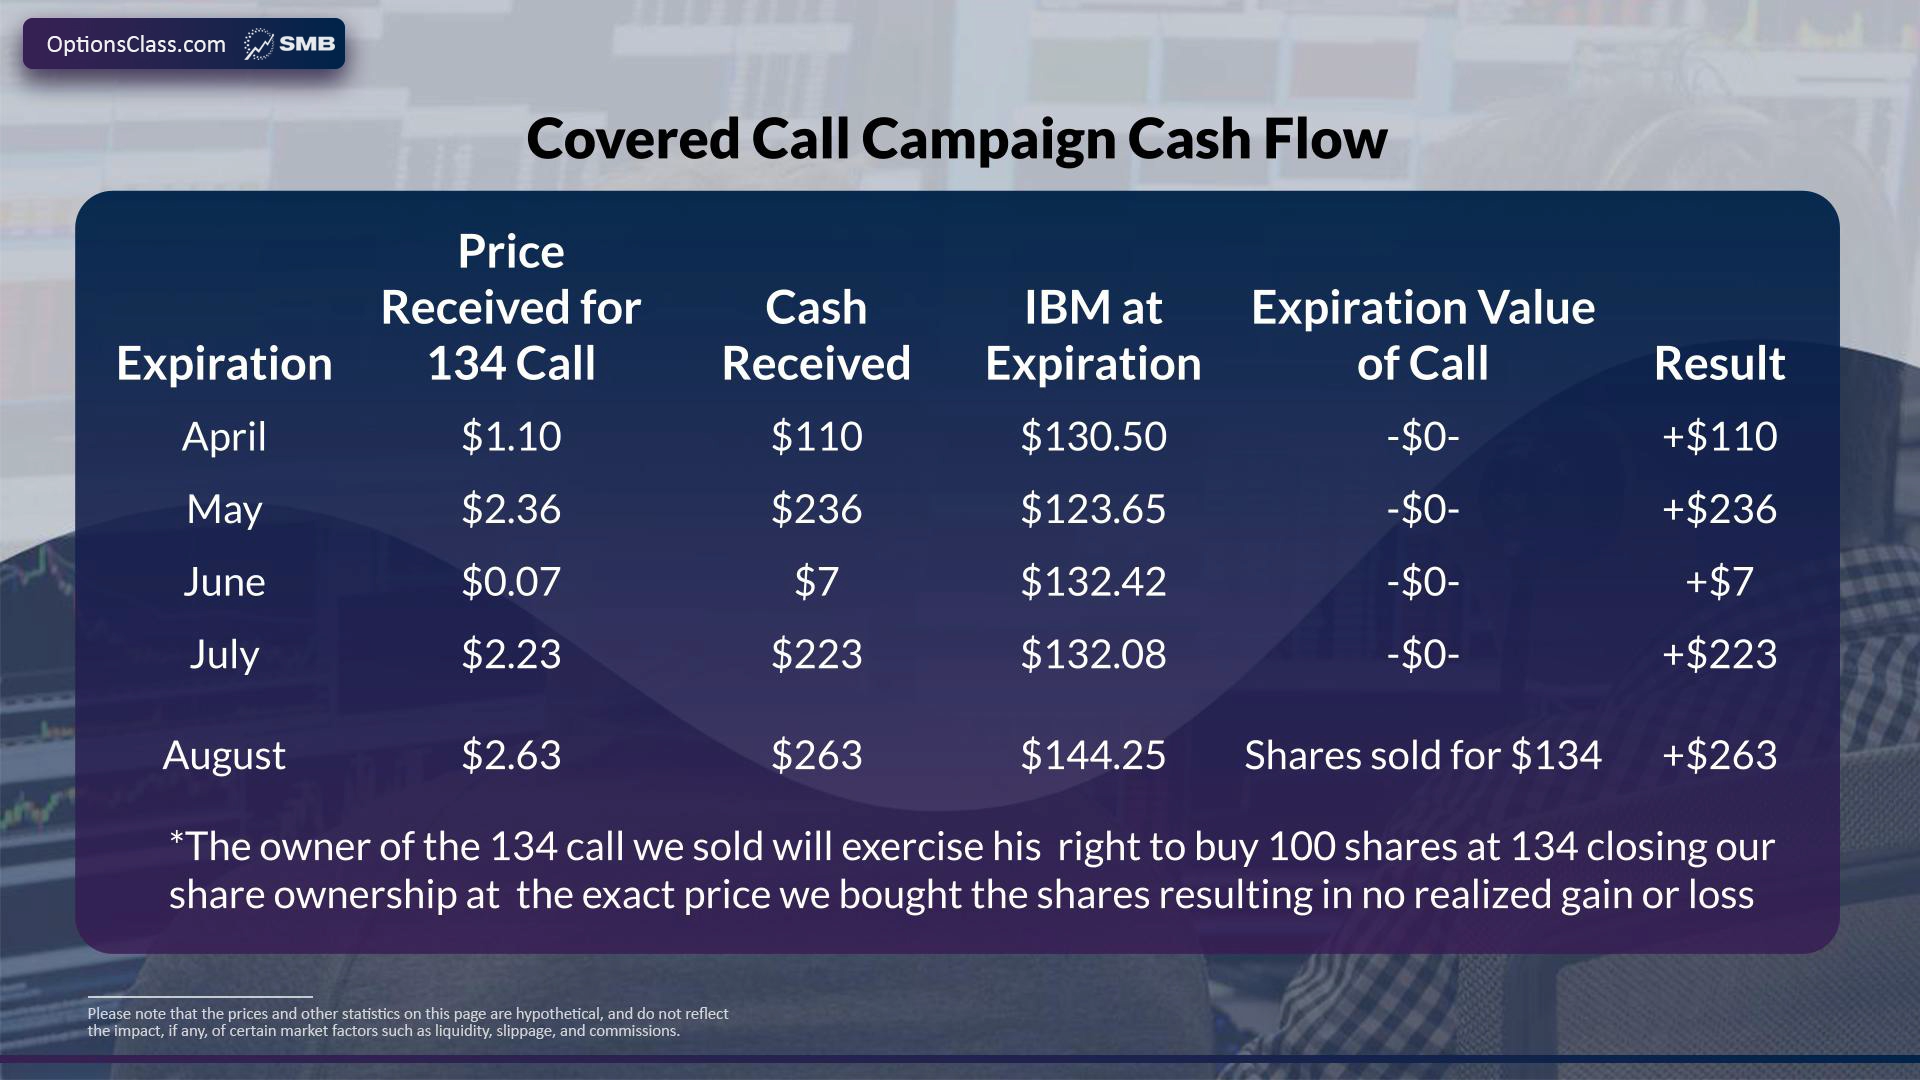 OptionsClass.com SMB
Covered Call Campaign Cash Flow
Expiration Price Received for 134 Call Cash Received IBM at Expiration Expiration Value of Call Result
April $1.10 $110 $130.50 -$0- +$110
May $2.36 $236 $123.65 -$0- +$236
June $0.07 $7 $132.42 -$0- +$7
July $2.23 $223 $132.08 -$0- +$223
August $2.63 $263 $144.25 Shares sold for $134 +$263
*The owner of the 134 call we sold will exercise his right to buy 100 shares at 134 closing our
share ownership at the exact price we bought the shares resulting in no realized gain or loss
Please note that the prices and other statistics on this page are hypothetical, and do not reflect
the impact, if any, of certain market factors such as liquidity, slippage, and commissions.